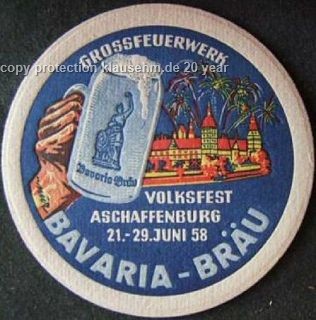 GROSSFEUERWERK
copy protection klausehm.de 20 year
Bavaria-Bräu
VOLKSFEST
ASCHAFFENBURG
21.-29. JUNI 58
BAVARIA-BRÄU